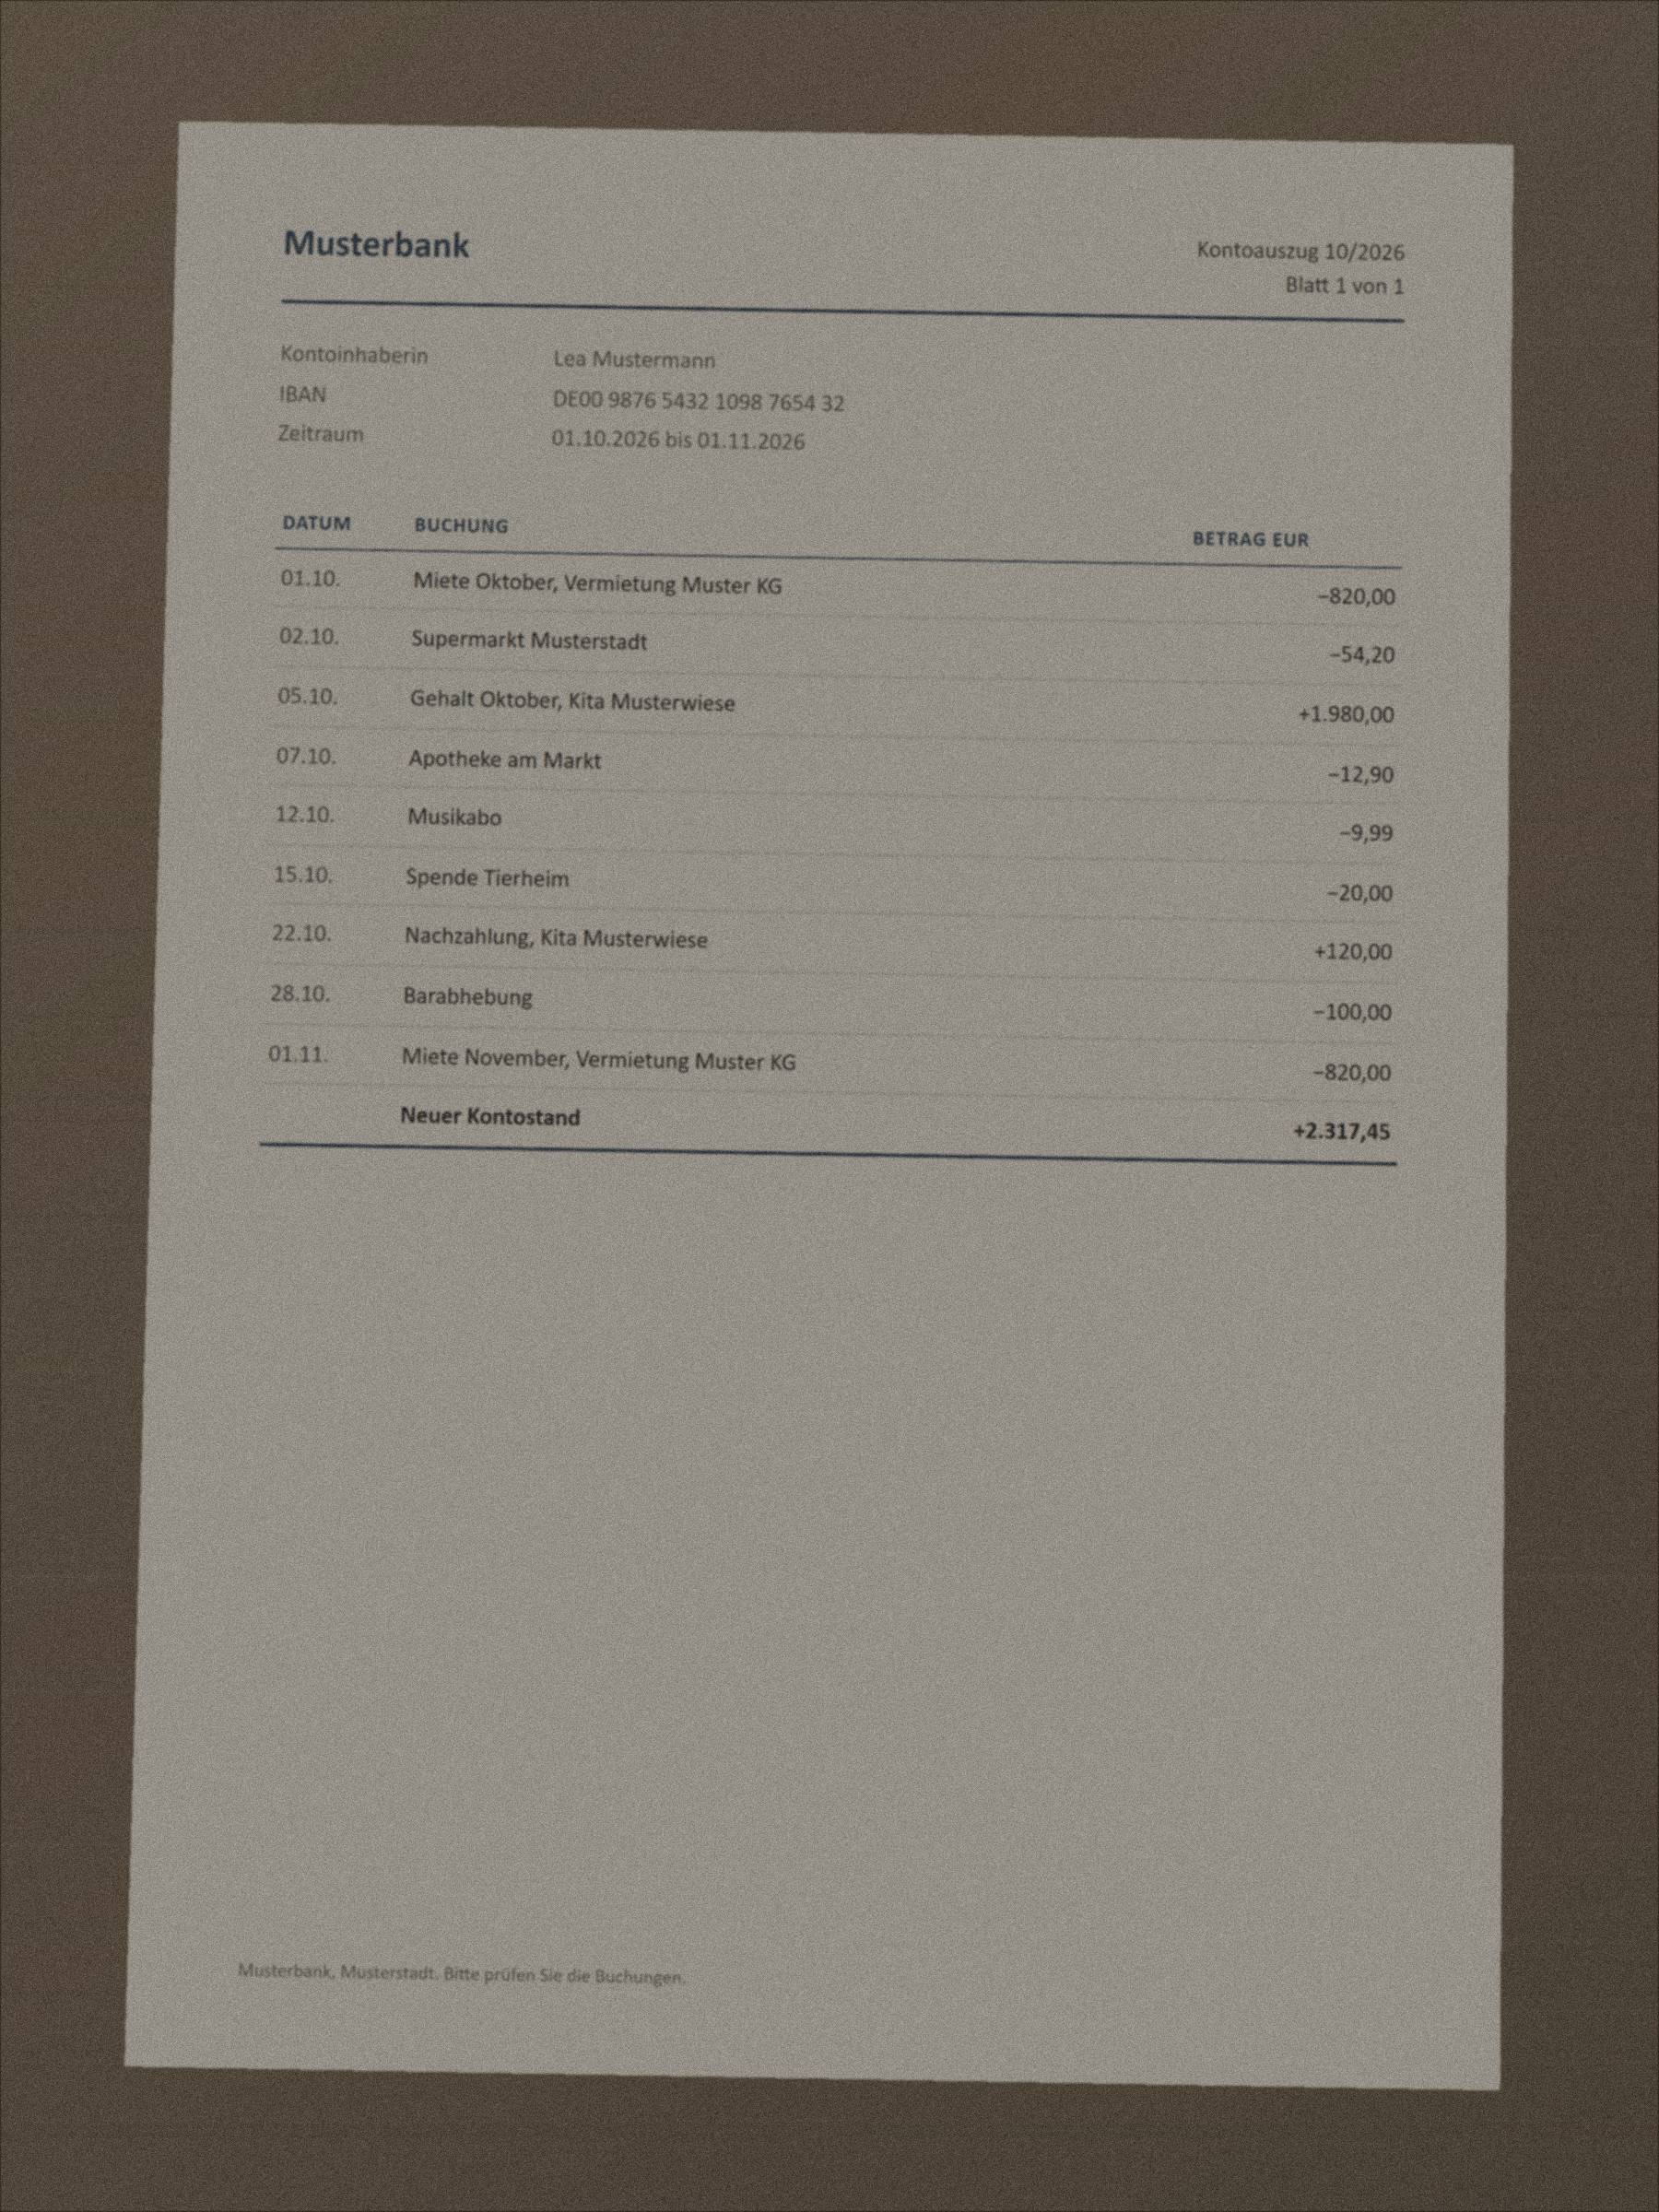 Musterbank
Kontoauszug 10/2026
Blatt 1 von 1
Kontoinhaberin Lea Mustermann
IBAN DE00 9876 5432 1098 7654 32
Zeitraum 01.10.2026 bis 01.11.2026
DATUM BUCHUNG BETRAG EUR
01.10. Miete Oktober, Vermietung Muster KG −820,00
02.10. Supermarkt Musterstadt −54,20
05.10. Gehalt Oktober, Kita Musterwiese +1.980,00
07.10. Apotheke am Markt −12,90
12.10. Musikabo −9,99
15.10. Spende Tierheim −20,00
22.10. Nachzahlung, Kita Musterwiese +120,00
28.10. Barabhebung −100,00
01.11. Miete November, Vermietung Muster KG −820,00
Neuer Kontostand +2.317,45
Musterbank, Musterstadt. Bitte prüfen Sie die Buchungen.